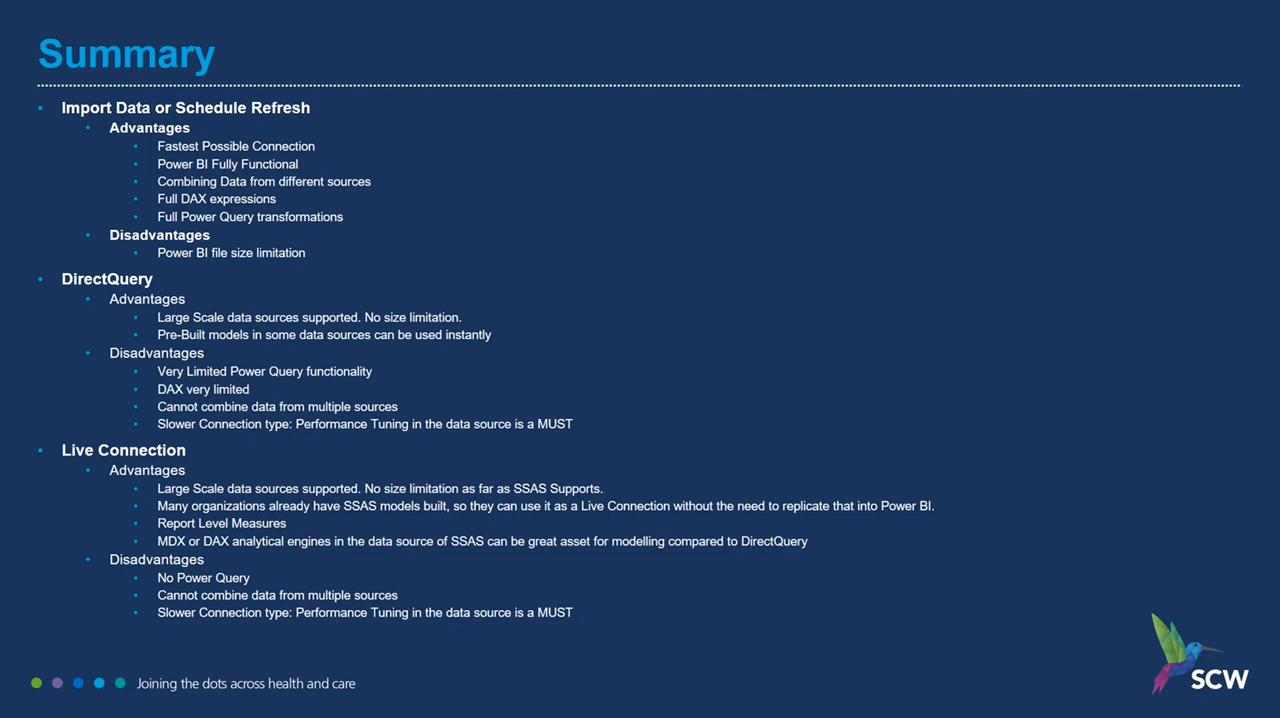 Summary
• Import Data or Schedule Refresh
• Advantages
• Fastest Possible Connection
• Power BI Fully Functional
• Combining Data from different sources
• Full DAX expressions
• Full Power Query transformations
• Disadvantages
• Power BI file size limitation
• DirectQuery
• Advantages
• Large Scale data sources supported. No size limitation.
• Pre-Built models in some data sources can be used instantly
• Disadvantages
• Very Limited Power Query functionality
• DAX very limited
• Cannot combine data from multiple sources
• Slower Connection type: Performance Tuning in the data source is a MUST
• Live Connection
• Advantages
• Large Scale data sources supported. No size limitation as far as SSAS Supports.
• Many organizations already have SSAS models built, so they can use it as a Live Connection without the need to replicate that into Power BI.
• Report Level Measures
• MDX or DAX analytical engines in the data source of SSAS can be great asset for modelling compared to DirectQuery
• Disadvantages
• No Power Query
• Cannot combine data from multiple sources
• Slower Connection type: Performance Tuning in the data source is a MUST
Joining the dots across health and care
SCW